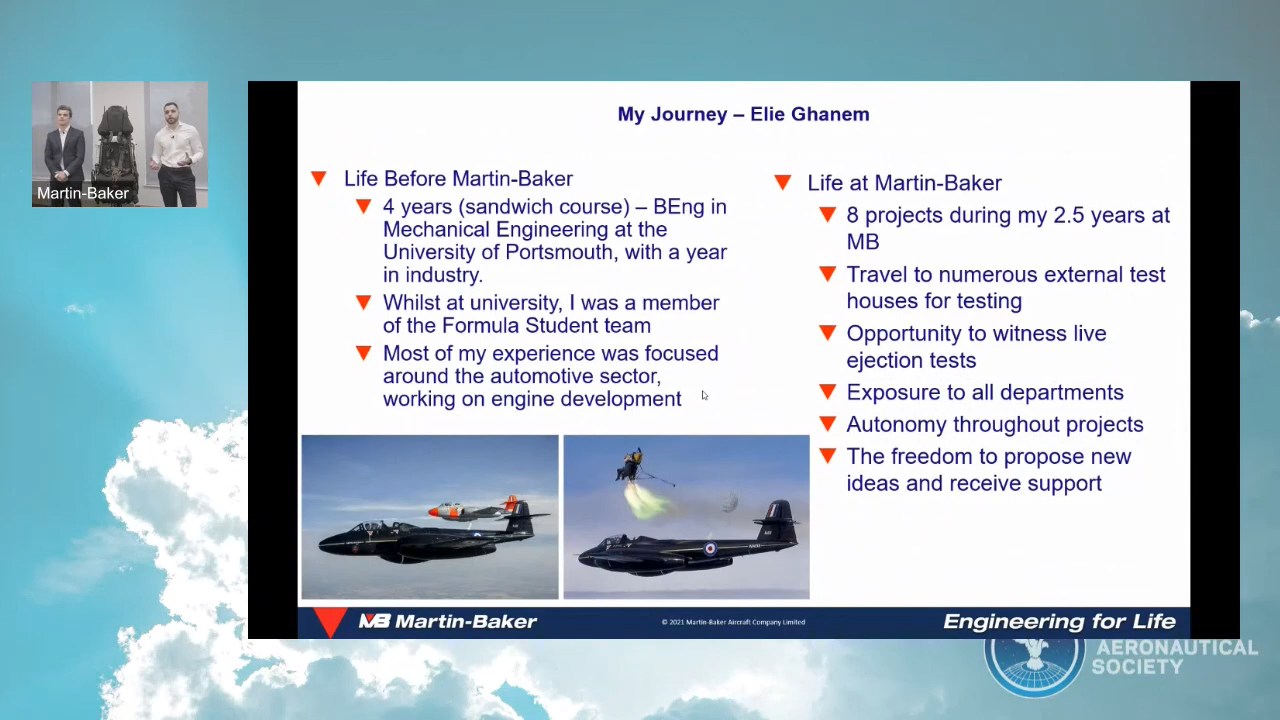 My Journey – Elie Ghanem
Life Before Martin-Baker
4 years (sandwich course) – BEng in
Mechanical Engineering at the
University of Portsmouth, with a year
in industry.
Whilst at university, I was a member
of the Formula Student team
Most of my experience was focused
around the automotive sector,
working on engine development
Life at Martin-Baker
8 projects during my 2.5 years at
MB
Travel to numerous external test
houses for testing
Opportunity to witness live
ejection tests
Exposure to all departments
Autonomy throughout projects
The freedom to propose new
ideas and receive support
Martin-Baker
MB Martin-Baker
© 2021 Martin-Baker Aircraft Company Limited
Engineering for Life
AERONAUTICAL
SOCIETY